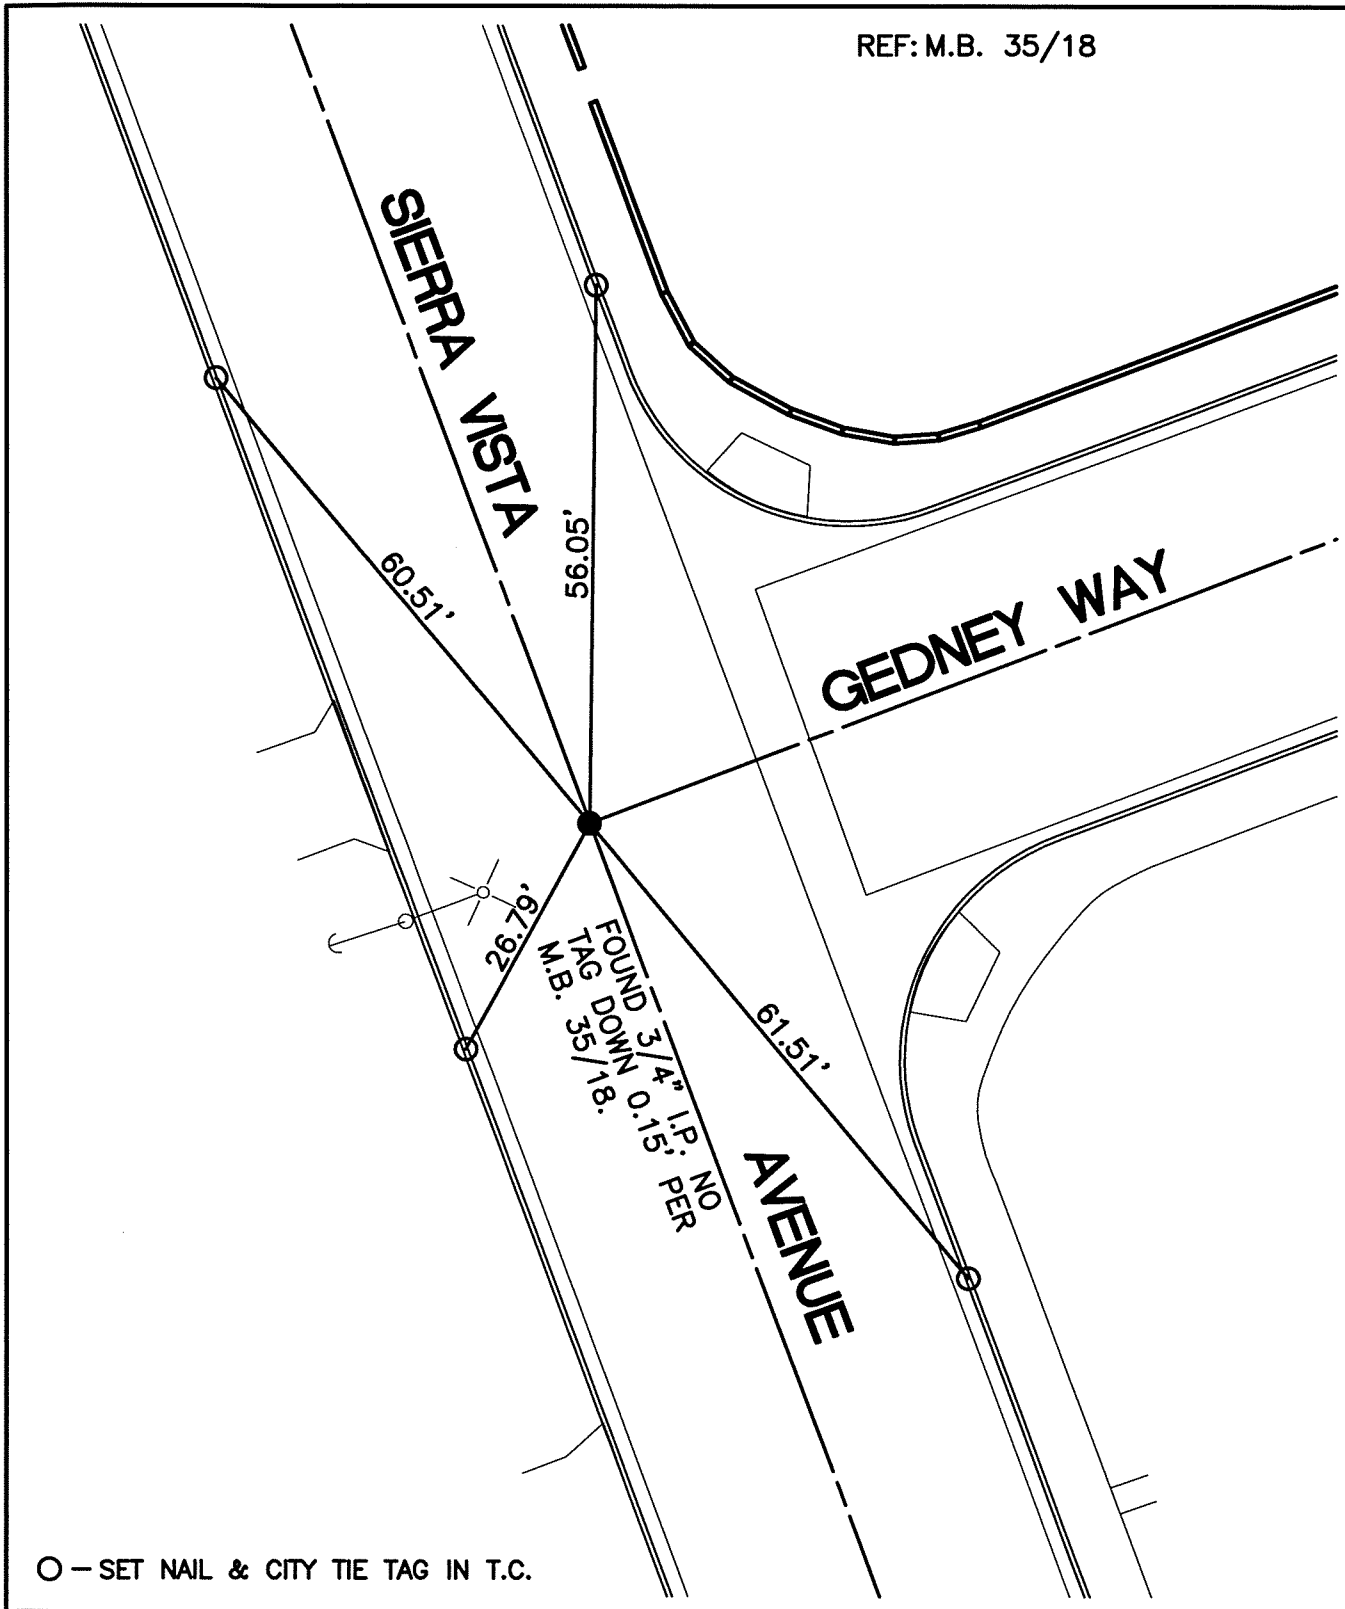 REF: M.B. 35/18
SIERRA VISTA
56.05'
60.51'
GEDNEY WAY
26.79'
FOUND 3/4" I.P. NO
TAG DOWN 0.15' PER
M.B. 35/18.
61.51'
AVENUE
O – SET NAIL & CITY TIE TAG IN T.C.